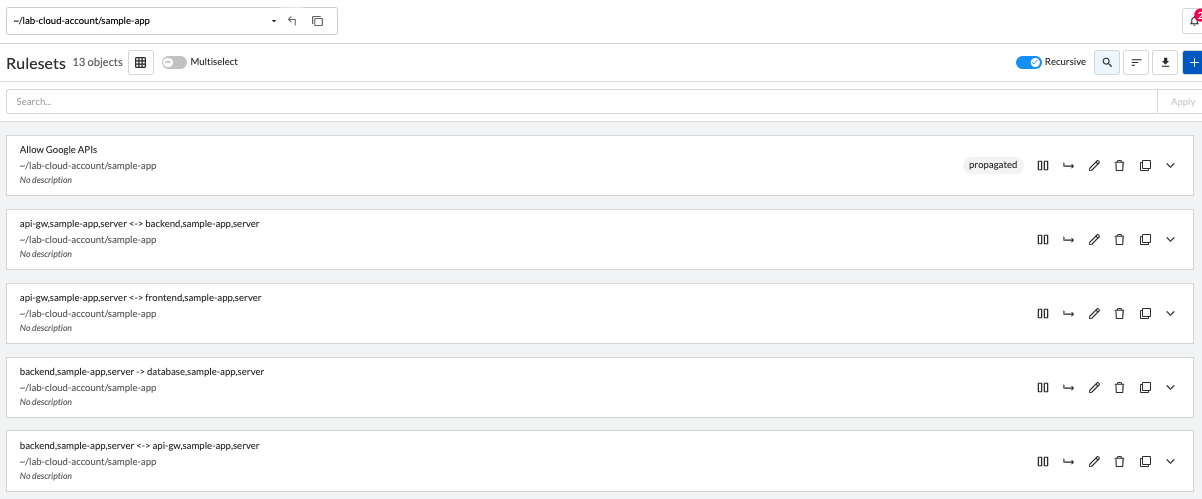 ~/lab-cloud-account/sample-app
2
Rulesets 13 objects Multiselect Recursive
Search... Apply
Allow Google APIs
~/lab-cloud-account/sample-app
No description
propagated
api-gw,sample-app,server <-> backend,sample-app,server
~/lab-cloud-account/sample-app
No description
api-gw,sample-app,server <-> frontend,sample-app,server
~/lab-cloud-account/sample-app
No description
backend,sample-app,server -> database,sample-app,server
~/lab-cloud-account/sample-app
No description
backend,sample-app,server <-> api-gw,sample-app,server
~/lab-cloud-account/sample-app
No description